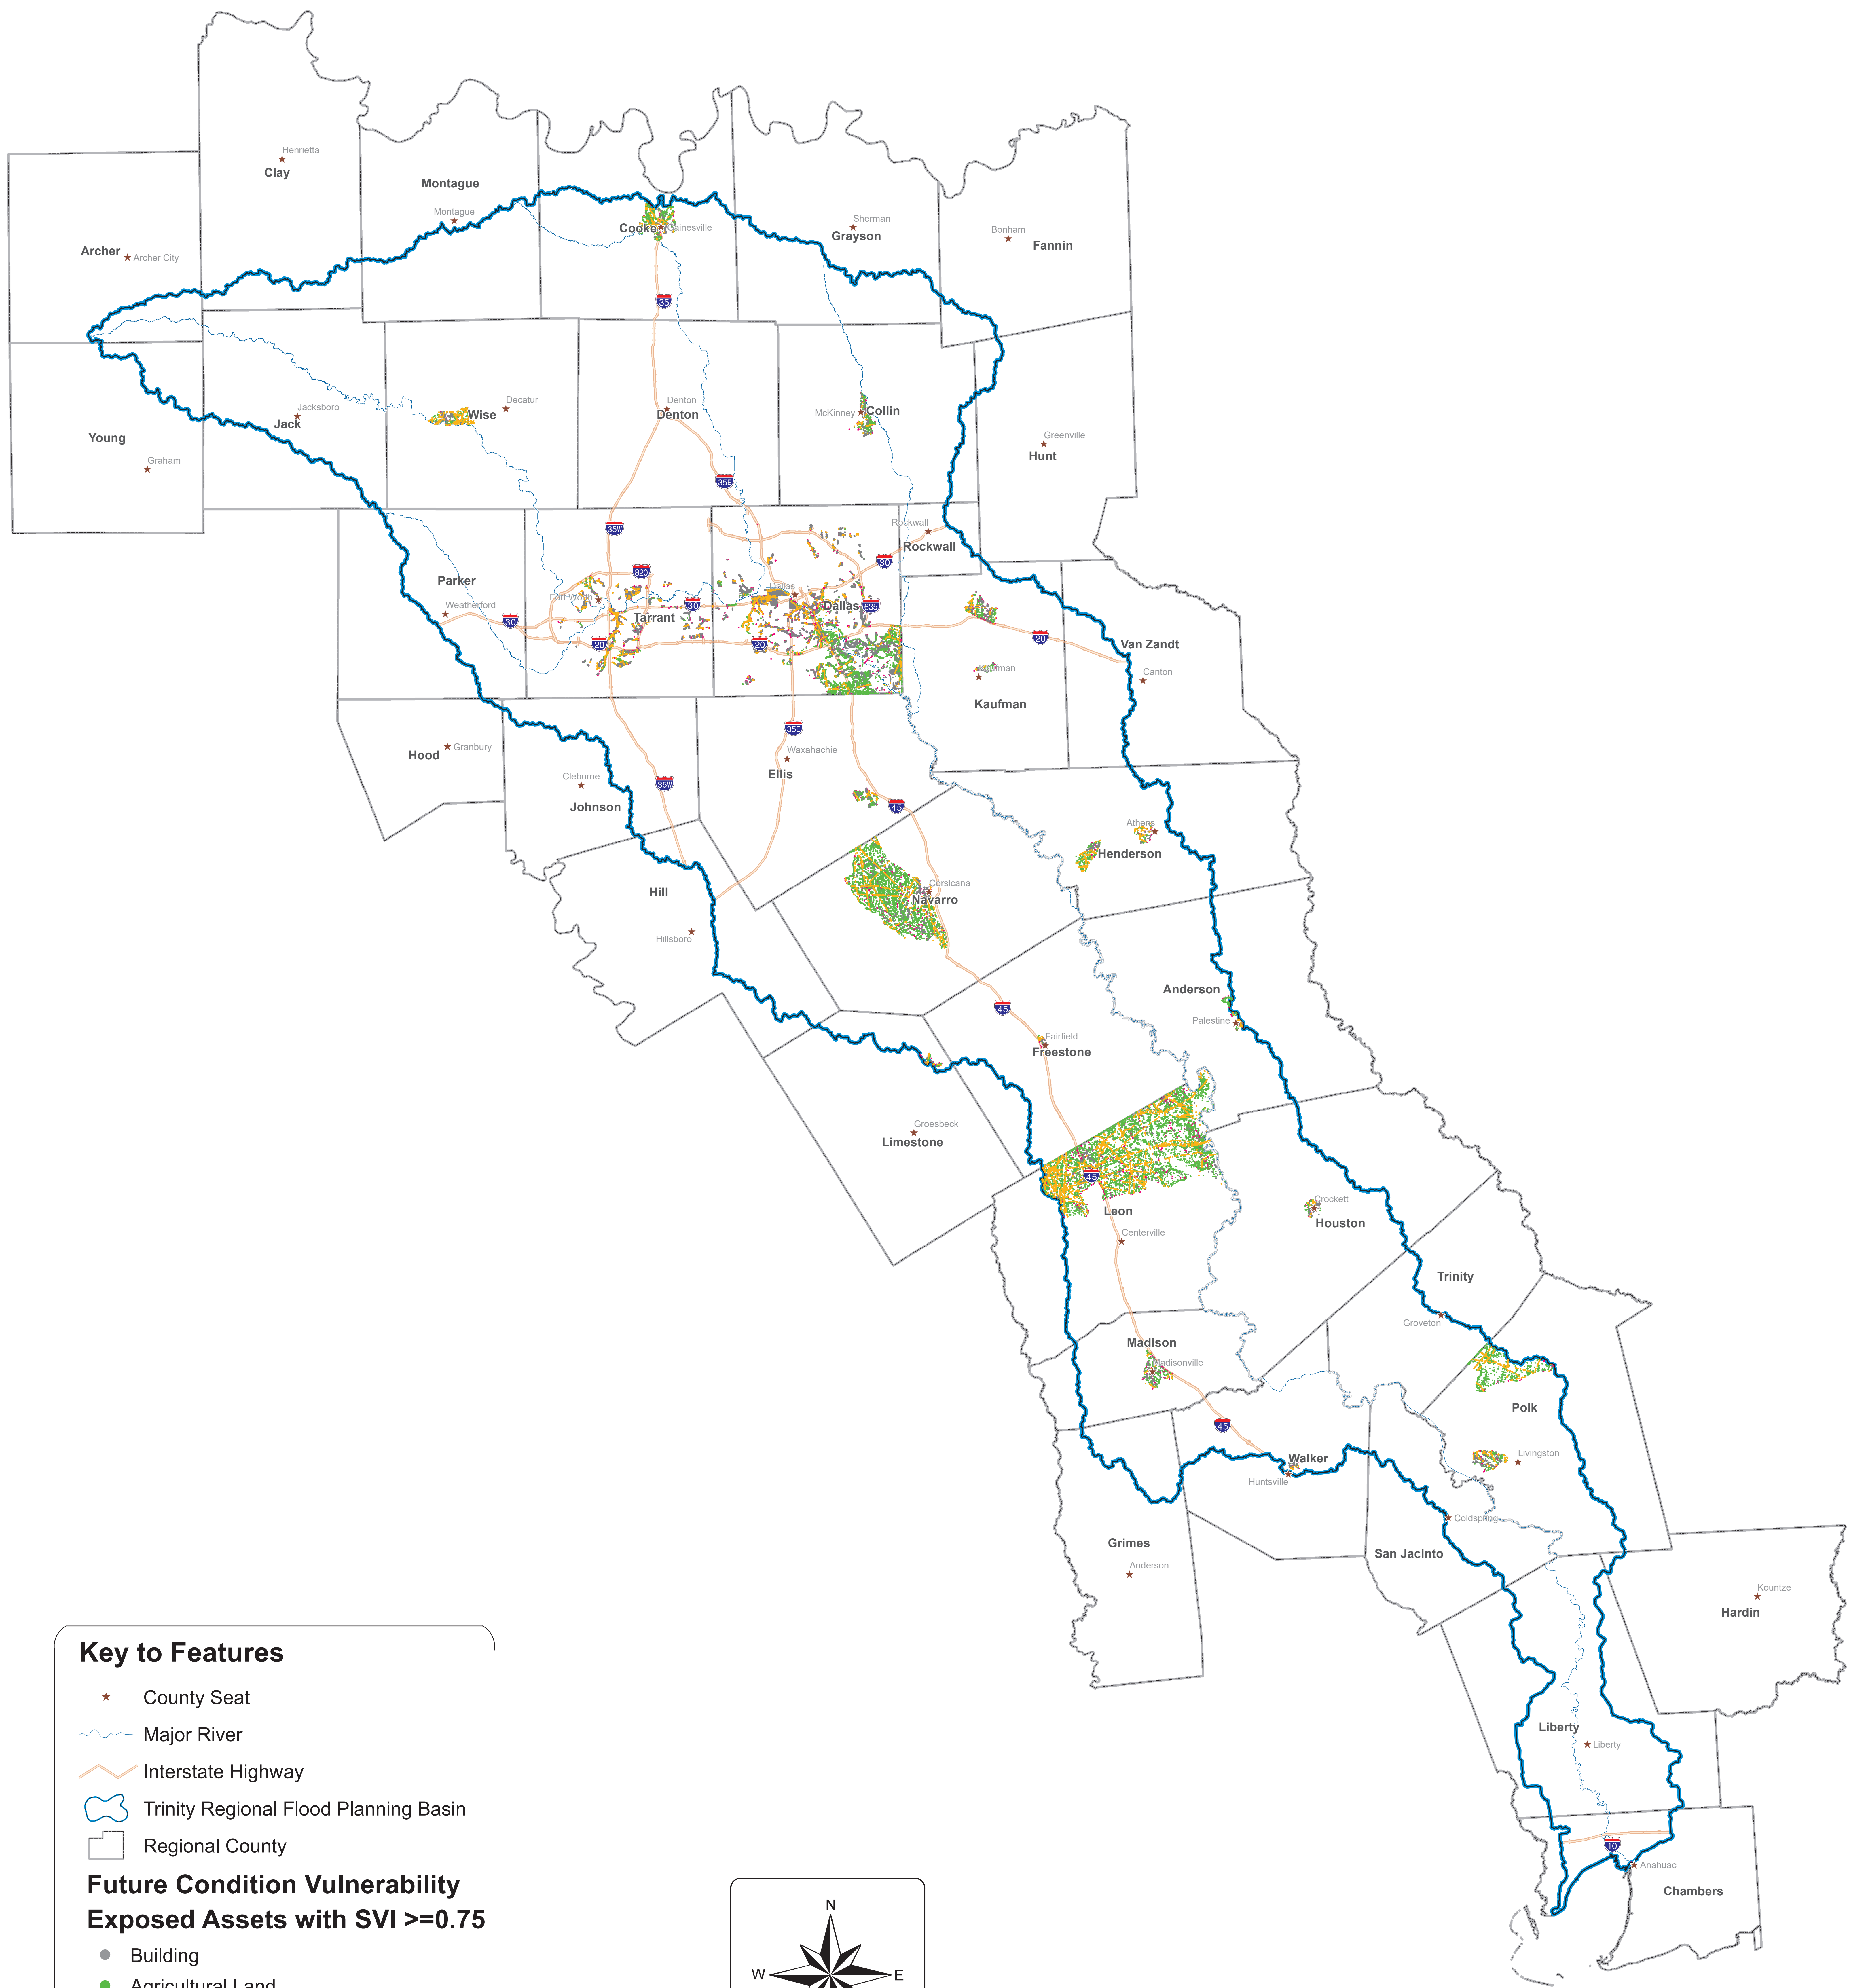 Henrietta
Clay
Montague
Montague
Archer
Archer City
Cooke
Gainesville
Sherman
Grayson
Bonham
Fannin
35
Jacksboro
Jack
Young
Graham
Wise
Decatur
Denton
Denton
McKinney
Collin
Greenville
Hunt
35E
35W
Rockwall
Rockwall
30
820
Parker
Weatherford
30
Fort Worth
Tarrant
30
20
Dallas
Dallas
635
20
20
Van Zandt
Canton
Kaufman
Kaufman
Hood
Granbury
35E
Waxahachie
Ellis
Cleburne
Johnson
35W
45
Athens
Henderson
Hill
Hillsboro
Corsicana
Navarro
Anderson
Palestine
45
Fairfield
Freestone
Groesbeck
Limestone
45
Leon
Centerville
Crockett
Houston
Trinity
Groveton
Madison
Madisonville
Polk
45
Walker
Huntsville
Livingston
Coldspring
San Jacinto
Grimes
Anderson
Kountze
Hardin
Liberty
Liberty
10
Anahuac
Chambers
Key to Features
County Seat
Major River
Interstate Highway
Trinity Regional Flood Planning Basin
Regional County
Future Condition Vulnerability
Exposed Assets with SVI >=0.75
Building
Agricultural Land
N
W
E